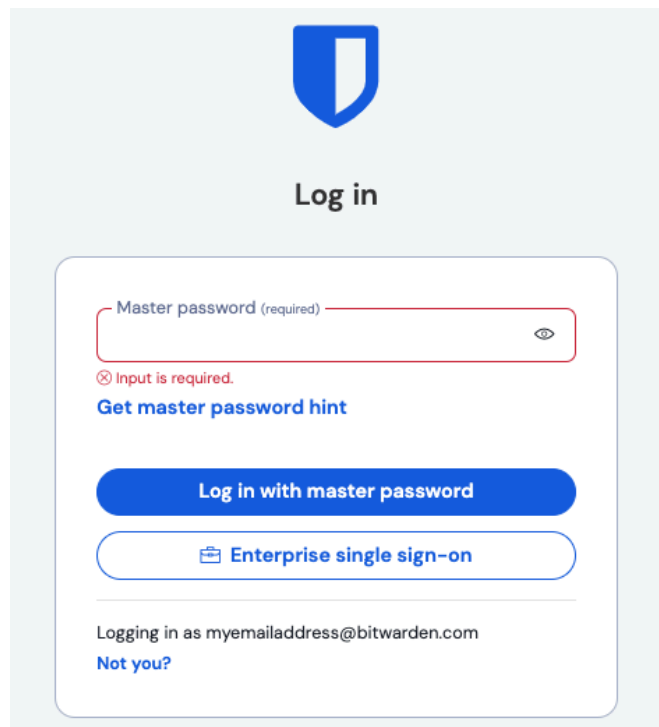 Log in
Master password (required)
Input is required.
Get master password hint
Log in with master password
Enterprise single sign-on
Logging in as myemailaddress@bitwarden.com
Not you?